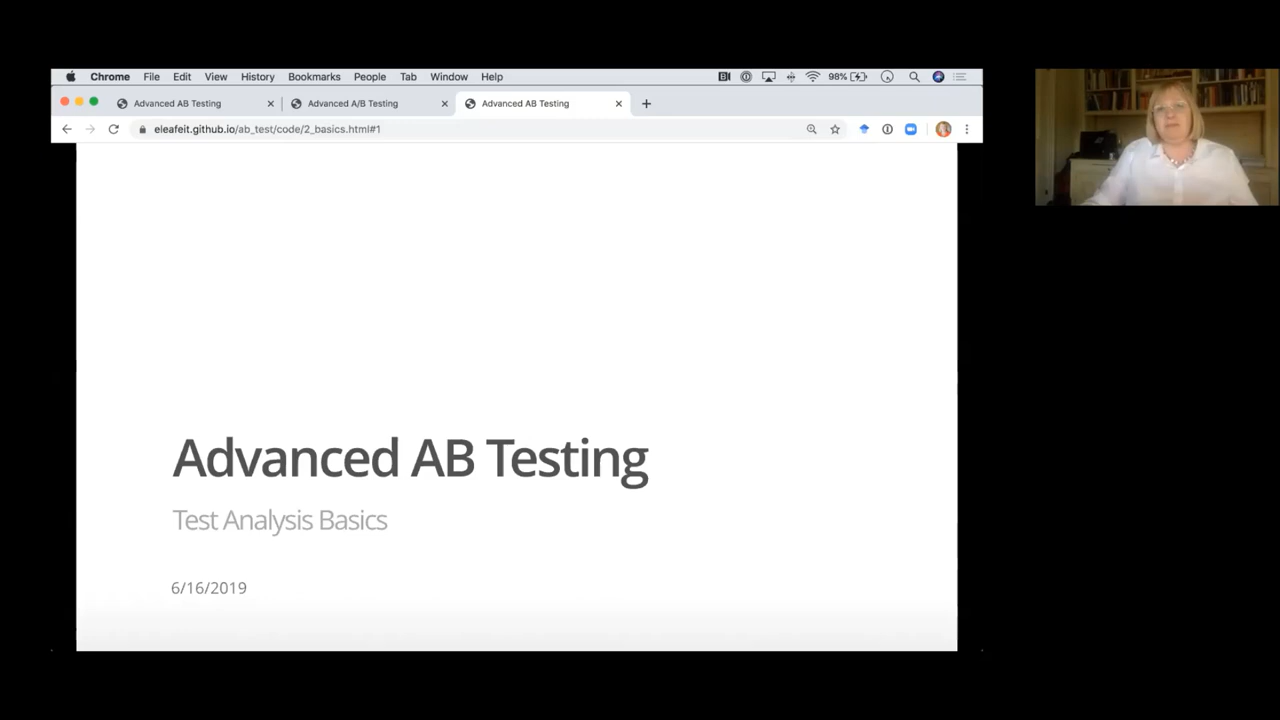 Chrome File Edit View History Bookmarks People Tab Window Help 98%
Advanced AB Testing Advanced A/B Testing Advanced AB Testing
eleafeit.github.io/ab_test/code/2_basics.html#1
Advanced AB Testing
Test Analysis Basics
6/16/2019